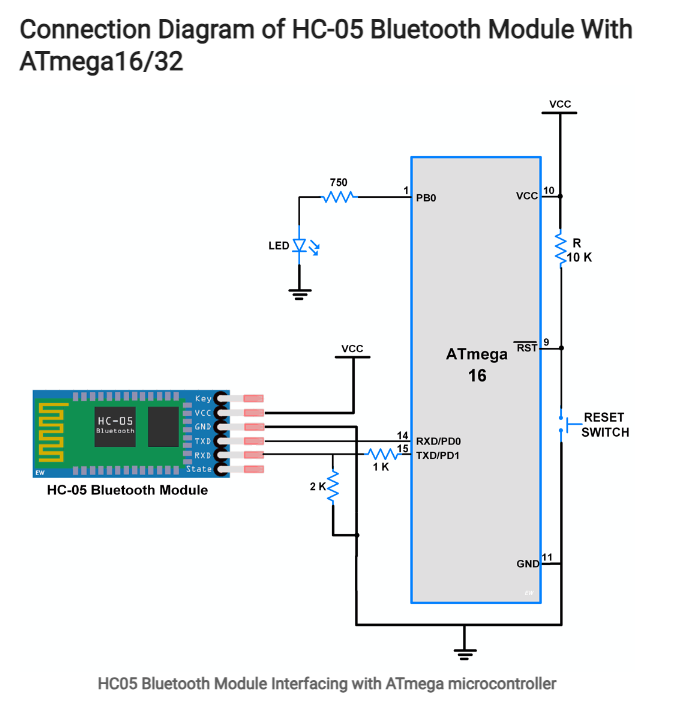 Connection Diagram of HC-05 Bluetooth Module With
ATmega16/32
VCC
750
1
PB0
VCC
10
LED
R
10 K
VCC
ATmega
16
RST
9
Key
VCC
GND
TXD
RXD
State
HC-05
Bluetooth
EW
HC-05 Bluetooth Module
14
RXD/PD0
15
TXD/PD1
1 K
2 K
RESET
SWITCH
GND
11
EW
HC05 Bluetooth Module Interfacing with ATmega microcontroller